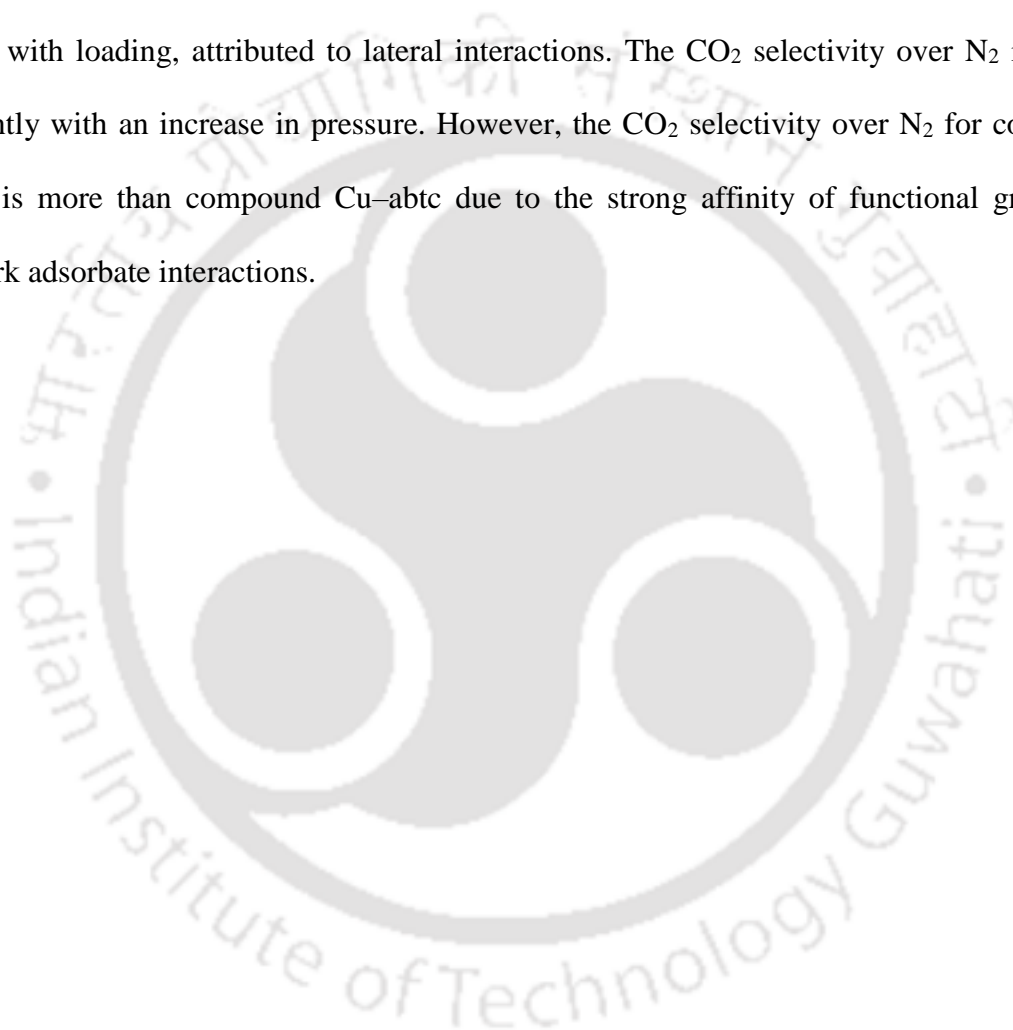 with loading, attributed to lateral interactions. The CO₂ selectivity over N₂
ntly with an increase in pressure. However, the CO₂ selectivity over N₂ for co
is more than compound Cu–abtc due to the strong affinity of functional gr
rk adsorbate interactions.
भारतीय प्रौद्योगिकी संस्थान गुवाहाटी
• Indian Institute of Technology Guwahati •